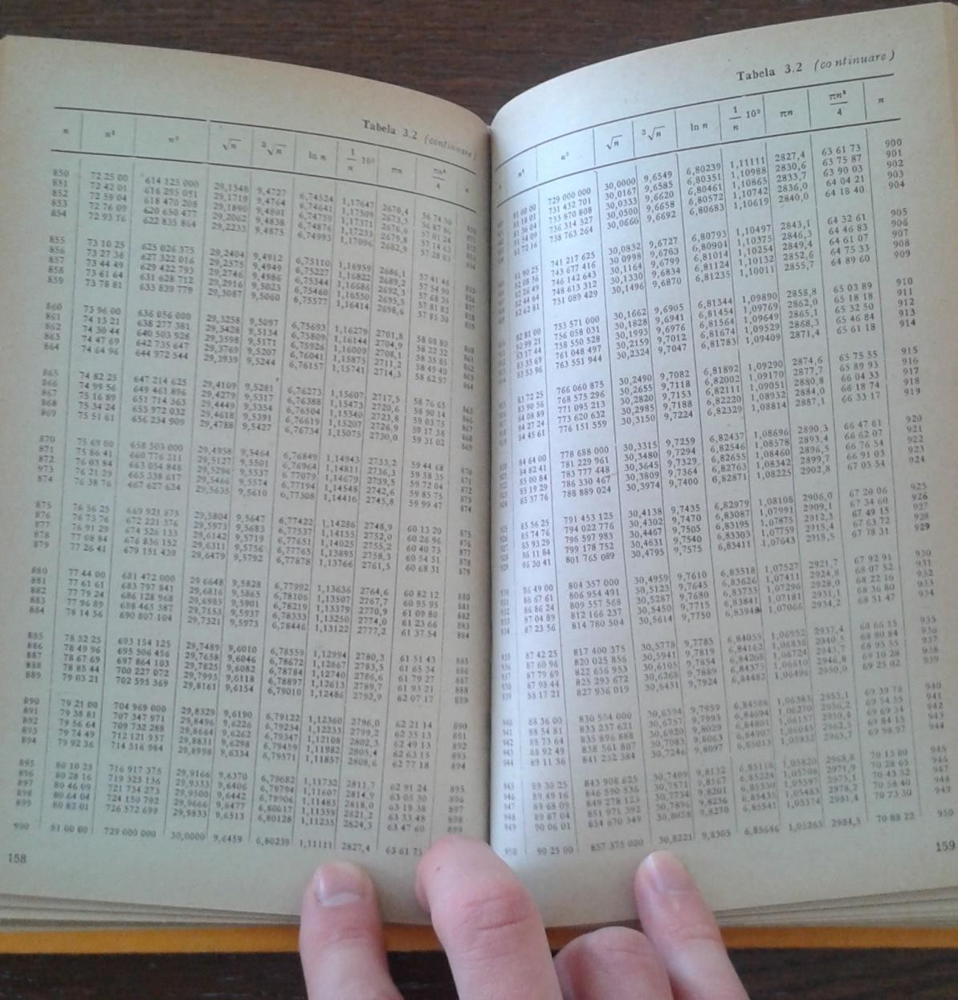 Tabela 3.2 (continuare)
n n² n³ √n ³√n ln n 1/n 10³ πn πn²/4 n
850 72 25 00 614 125 000 29,1548 9,4727 6,74524 1,17647 2670,4 56 74 50
851 72 42 01 616 295 051 29,1719 9,4764 6,74641 1,17509 2673,5 56 87 86
852 72 59 04 618 470 208 29,1890 9,4801 6,74759 1,17371 2676,6 57 01 24
853 72 76 09 620 650 477 29,2062 9,4838 6,74876 1,17233 2679,8 57 14 63
854 72 93 16 622 835 864 29,2233 9,4875 6,74993 1,17096 2682,9 57 28 03
855 73 10 25 625 026 375 29,2404 9,4912 6,75110 1,16959 2686,1 57 41 46
856 73 27 36 627 322 016 29,2575 9,4949 6,75227 1,16822 2689,2 57 54 90
857 73 44 49 629 422 793 29,2746 9,4986 6,75344 1,16686 2692,3 57 68 35
858 73 61 64 631 628 712 29,2916 9,5023 6,75460 1,16550 2695,5 57 81 82
859 73 78 81 633 839 779 29,3087 9,5060 6,75577 1,16414 2698,6 57 95 30
860 73 96 00 636 056 000 29,3258 9,5097 6,75693 1,16279 2701,8 58 08 80 860
861 74 13 21 638 277 381 29,3428 9,5134 6,75809 1,16144 2704,9 58 22 32 861
862 74 30 44 640 503 928 29,3598 9,5171 6,75926 1,16009 2708,1 58 35 85 862
863 74 47 69 642 735 647 29,3769 9,5207 6,76041 1,15875 2711,2 58 49 40 863
864 74 64 96 644 972 544 29,3939 9,5244 6,76157 1,15741 2714,3 58 62 97 864
865 74 82 25 647 214 625 29,4109 9,5281 6,76273 1,15607 2717,5 58 76 65 865
866 74 99 56 649 461 896 29,4279 9,5317 6,76388 1,15473 2720,6 58 90 14 866
867 75 16 89 651 714 363 29,4449 9,5354 6,76504 1,15340 2723,8 59 03 75 867
868 75 34 24 653 972 032 29,4618 9,5391 6,76619 1,15207 2726,9 59 17 38 868
869 75 51 61 656 234 909 29,4788 9,5427 6,76734 1,15075 2730,0 59 31 02 869
870 75 69 00 658 503 000 29,4958 9,5464 6,76849 1,14943 2733,2 59 44 68 870
871 75 86 41 660 776 311 29,5127 9,5501 6,76964 1,14811 2736,3 59 58 35 871
872 76 03 84 663 054 848 29,5296 9,5537 6,77079 1,14679 2739,5 59 72 04 872
973 76 21 29 665 338 617 29,5466 9,5574 6,77194 1,14548 2742,6 59 85 75 873
874 76 38 76 667 627 624 29,5635 9,5610 6,77308 1,14416 2745,8 59 99 47 874
875 76 56 25 669 921 875 29,5804 9,5647 6,77422 1,14286 2748,9 60 13 20 875
876 76 73 76 672 221 376 29,5973 9,5683 6,77537 1,14155 2752,0 60 26 96 876
877 76 91 29 674 526 133 29,6142 9,5719 6,77651 1,14025 2755,2 60 40 73 877
878 77 08 84 676 836 152 29,6311 9,5756 6,77765 1,13895 2758,3 60 54 51 878
879 77 26 41 679 151 439 29,6479 9,5792 6,77878 1,13766 2761,5 60 68 31 879
880 77 44 00 681 472 000 29 6648 9,5828 6,77992 1,13636 2764,6 60 82 12 880
881 77 61 61 683 797 841 29,6816 9,5865 6,78106 1,13507 2767,7 60 95 95 881
882 77 79 24 686 128 968 29,6985 9,5901 6,78219 1,13379 2770,9 61 09 80 882
883 77 96 89 688 465 387 29,7153 9,5937 6,78333 1,13250 2774,0 61 23 66 883
884 78 14 56 690 807 104 29,7321 9,5973 6,78446 1,13122 2777,2 61 37 54 884
885 78 32 25 693 154 125 29,7489 9,6010 6,78559 1,12994 2780,3 61 51 43 885
886 78 49 96 695 506 456 29,7658 9,6046 6,78672 1,12867 2783,5 61 65 34 886
887 78 67 69 697 864 103 29,7825 9,6082 6,78784 1,12740 2786,6 61 79 27 887
888 78 85 44 700 227 072 29,7993 9,6118 6,78897 1,12613 2789,7 61 93 21 888
889 79 03 21 702 595 369 29,8161 9,6154 6,79010 1,12486 2792,9 62 07 17 889
890 79 21 00 704 969 000 29,8329 9,6190 6,79122 1,12360 2796,0 62 21 14 890
891 79 38 81 707 347 971 29,8496 9,6226 6,79234 1,12233 2799,2 62 35 13 891
892 79 56 64 709 732 288 29,8664 9,6262 6,79347 1,12108 2802,3 62 49 13 892
893 79 74 49 712 121 957 29,8831 9,6298 6,79459 1,11982 2805,4 62 63 15 893
894 79 92 36 714 516 984 29,8998 9,6334 6,79571 1,11857 2808,6 62 77 18 894
895 80 10 25 716 917 375 29,9166 9,6370 6,79682 1,11732 2811,7 62 91 24 895
896 80 28 16 719 323 136 29,9333 9,6406 6,79794 1,11607 2814,9 63 05 30 896
897 80 46 09 721 734 273 29,9500 9,6442 6,79906 1,11483 2818,0 63 19 38 897
898 80 64 04 724 150 792 29,9666 9,6477 6,80617 1,11359 2821,2 63 33 48 898
899 80 82 01 726 572 699 29,9833 9,6513 6,80128 1,11235 2824,3 63 47 60 899
900 81 00 00 729 000 000 30,0000 9,6459 6,80239 1,11111 2827,4 63 61 73
158
Tabela 3.2 (continuare)
n² n³ √n ³√n ln n 1/n 10³ πn πn²/4 n
81 00 00 729 000 000 30,0000 9,6549 6,80239 1,11111 2827,4 63 61 73 900
81 18 01 731 432 701 30,0167 9,6585 6,80351 1,10988 2830,6 63 75 87 901
81 36 04 733 870 808 30,0333 9,6620 6,80461 1,10865 2833,7 63 90 03 902
81 54 09 736 314 327 30,0500 9,6658 6,80572 1,10742 2836,0 64 04 21 903
81 72 16 738 763 264 30,0666 9,6692 6,80683 1,10619 2840,0 64 18 40 904
81 90 25 741 217 625 30,0832 9,6727 6,80793 1,10497 2843,1 64 32 61 905
82 08 36 743 677 416 30,0998 9,6763 6,80904 1,10375 2846,3 64 46 83 906
82 26 49 746 142 643 30,1164 9,6799 6,81014 1,10254 2849,4 64 61 07 907
82 44 64 748 613 312 30,1330 9,6834 6,81124 1,10132 2852,6 64 75 33 908
82 62 81 751 089 429 30,1496 9,6870 6,81235 1,10011 2855,7 64 89 60 909
82 81 00 753 571 000 30,1662 9,6905 6,81344 1,09890 2858,8 65 03 89 910
82 99 21 756 058 031 30,1828 9,6941 6,81454 1,09769 2862,0 65 18 18 911
83 17 44 758 550 528 30,1993 9,6976 6,81564 1,09649 2865,1 65 32 50 912
83 35 69 761 048 497 30,2159 9,7012 6,81674 1,09529 2868,3 65 46 84 913
83 53 96 763 551 944 30,2324 9,7047 6,81783 1,09409 2871,4 65 61 18 914
83 72 25 766 060 875 30,2490 9,7082 6,81892 1,09290 2874,6 65 75 55 915
83 90 56 768 575 296 30,2655 9,7118 6,82002 1,09170 2877,7 65 89 93 916
84 08 89 771 095 213 30,2820 9,7153 6,82111 1,09051 2880,8 66 04 33 917
84 27 24 773 620 632 30,2985 9,7188 6,82220 1,08932 2884,0 66 18 74 918
84 45 61 776 151 559 30,3150 9,7224 6,82329 1,08814 2887,1 66 33 17 919
84 64 00 778 688 000 30,3315 9,7259 6,82437 1,08696 2890,3 66 47 61 920
84 82 41 781 229 961 30,3480 9,7294 6,82546 1,08578 2893,4 66 62 07 921
85 00 84 783 777 448 30,3645 9,7329 6,82655 1,08460 2896,5 66 76 54 922
85 19 29 786 330 467 30,3809 9,7364 6,82763 1,08342 2899,7 66 91 03 923
85 37 76 788 889 024 30,3974 9,7400 6,82871 1,08225 2902,8 67 05 54 924
85 56 25 791 453 125 30,4138 9,7435 6,82979 1,08108 2906,0 67 20 06 925
85 74 76 794 022 776 30,4302 9,7470 6,83087 1,07991 2909,1 67 34 60 926
85 93 29 796 597 983 30,4467 9,7505 6,83195 1,07875 2912,3 67 49 15 927
86 11 84 799 178 752 30,4631 9,7540 6,83303 1,07759 2915,4 67 63 72 928
86 30 41 801 765 089 30,4795 9,7575 6,83411 1,07643 2918,5 67 78 31 929
86 49 00 804 357 000 30,4959 9,7610 6,83518 1,07527 2921,7 67 92 91 930
86 67 61 806 954 491 30,5123 9,7645 6,83626 1,07411 2924,8 68 07 52 931
86 86 24 809 557 568 30,5287 9,7680 6,83733 1,07296 2928,0 68 22 16 932
87 04 89 812 166 237 30,5450 9,7715 6,83841 1,07181 2931,1 68 36 80 933
87 23 56 814 780 504 30,5614 9,7750 6,83948 1,07066 2934,2 68 51 47 934
87 42 25 817 400 375 30,5778 9,7785 6,84055 1,06952 2937,4 68 66 15 935
87 60 96 820 025 856 30,5941 9,7819 6,84162 1,06838 2940,5 68 80 84 936
87 79 69 822 656 953 30,6105 9,7854 6,84268 1,06724 2943,7 68 95 55 937
87 98 44 825 293 672 30,6268 9,7889 6,84375 1,06610 2946,8 69 10 28 938
88 17 21 827 936 019 30,6431 9,7924 6,84482 1,06496 2950,0 69 25 02 939
940 88 36 00 830 584 000 30,6594 9,7959 6,84588 1,06383 2953,1 69 39 78 940
941 88 54 81 833 237 621 30,6757 9,7993 6,84694 1,06270 2956,2 69 54 55 941
942 88 73 64 835 896 888 30,6920 9,8029 6,84801 1,06157 2959,4 69 69 34 942
943 88 92 49 838 561 807 30,7083 9,8063 6,84907 1,06045 2962,5 69 84 15 943
944 89 11 36 841 232 384 30,7246 9,8097 6,85013 1,05932 2965,7 69 98 97 944
945 89 30 25 843 908 625 30,7409 9,8132 6,85118 1,05820 2968,8 70 13 80 945
946 89 49 16 846 590 536 30,7571 9,8167 6,85224 1,05708 2971,9 70 28 65 946
947 89 68 09 849 278 123 30,7734 9,8201 6,85330 1,05597 2975,1 70 43 52 947
948 89 87 04 851 971 392 30,7896 9,8236 6,85435 1,05485 2978,2 70 58 40 948
949 90 06 01 854 670 349 30,8058 9,8270 6,85541 1,05374 2981,4 70 73 30 949
950 90 25 00 857 375 000 30,8221 9,8305 6,85646 1,05263 2984,5 70 88 22 950
159